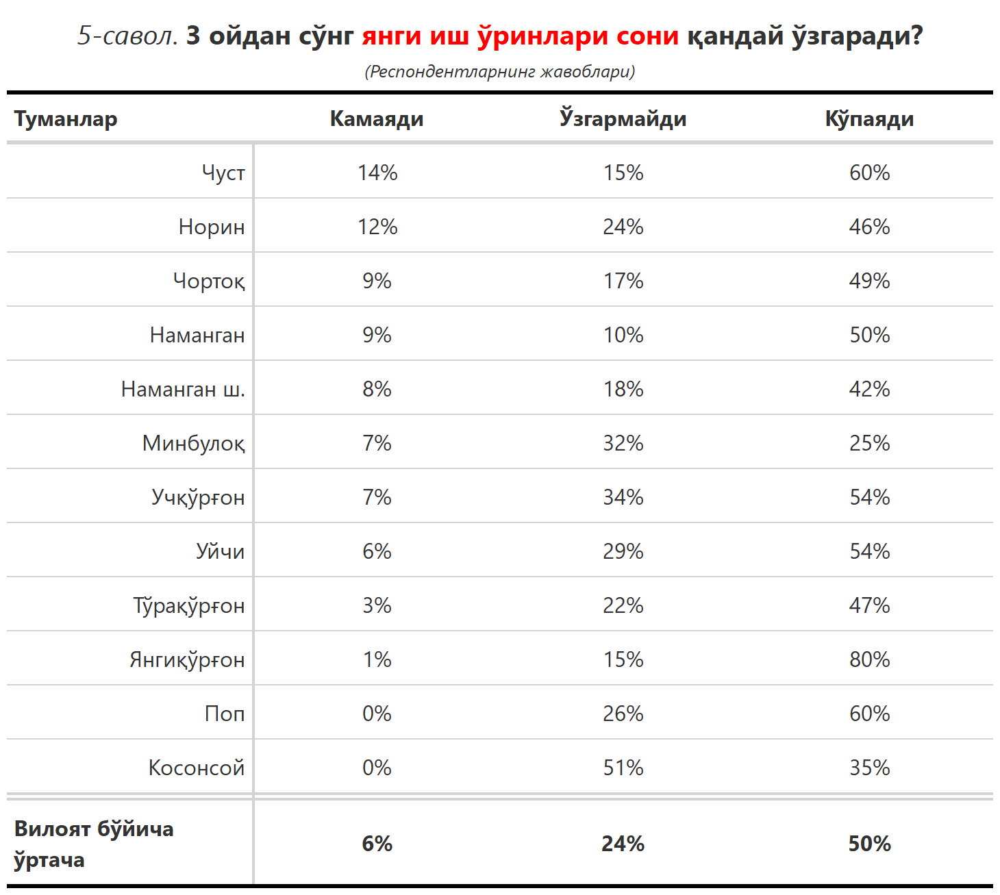 5-савол. 3 ойдан сўнг янги иш ўринлари сони қандай ўзгаради?
(Респондентларнинг жавоблари)
Туманлар Камаяди Ўзгармайди Кўпаяди
Чуст 14% 15% 60%
Норин 12% 24% 46%
Чортоқ 9% 17% 49%
Наманган 9% 10% 50%
Наманган ш. 8% 18% 42%
Минбулоқ 7% 32% 25%
Учқўрғон 7% 34% 54%
Уйчи 6% 29% 54%
Тўрақўрғон 3% 22% 47%
Янгиқўрғон 1% 15% 80%
Поп 0% 26% 60%
Косонсой 0% 51% 35%
Вилоят бўйича
ўртача 6% 24% 50%